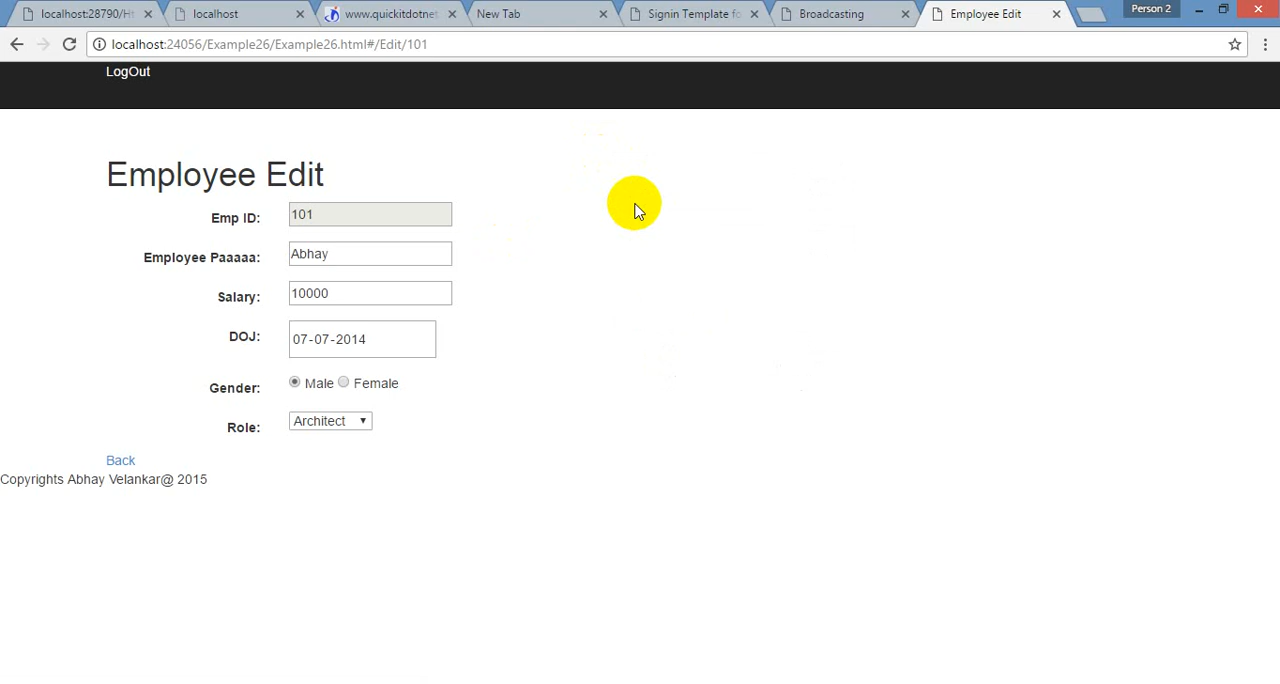 localhost:28790/Ht
localhost
www.quickitdotne
New Tab
Signin Template fo
Broadcasting
Employee Edit
Person 2
localhost:24056/Example26/Example26.html#/Edit/101
LogOut
Employee Edit
Emp ID: 101
Employee Paaaaa: Abhay
Salary: 10000
DOJ: 07-07-2014
Gender: Male Female
Role: Architect
Back
Copyrights Abhay Velankar@ 2015